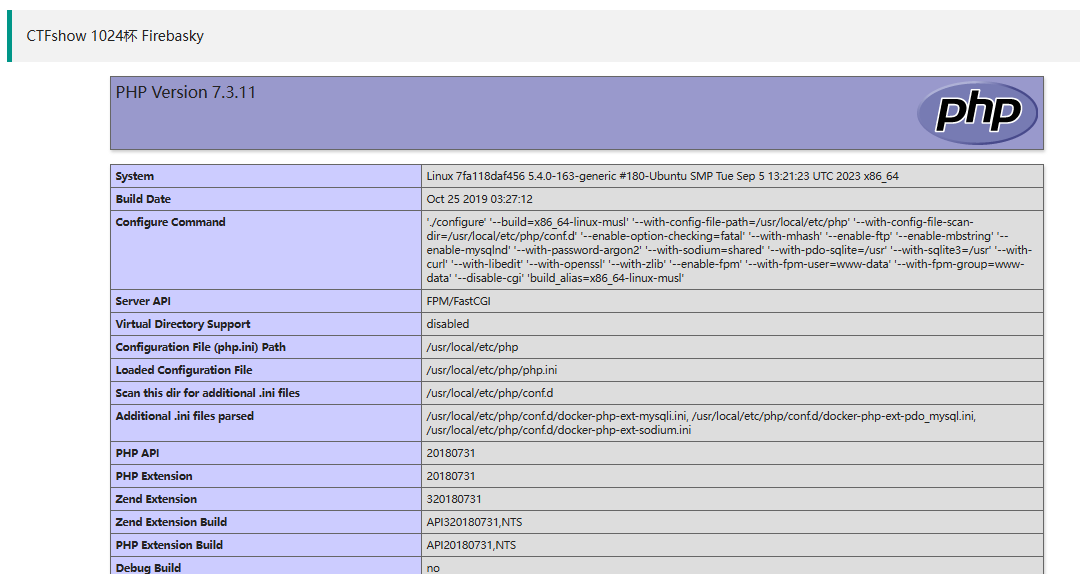 CTFshow 1024杯 Firebasky
PHP Version 7.3.11
php
System Linux 7fa118daf456 5.4.0-163-generic #180-Ubuntu SMP Tue Sep 5 13:21:23 UTC 2023 x86_64
Build Date Oct 25 2019 03:27:12
Configure Command './configure' '--build=x86_64-linux-musl' '--with-config-file-path=/usr/local/etc/php' '--with-config-file-scan-
dir=/usr/local/etc/php/conf.d' '--enable-option-checking=fatal' '--with-mhash' '--enable-ftp' '--enable-mbstring' '--
enable-mysqlnd' '--with-password-argon2' '--with-sodium=shared' '--with-pdo-sqlite=/usr' '--with-sqlite3=/usr' '--with-
curl' '--with-libedit' '--with-openssl' '--with-zlib' '--enable-fpm' '--with-fpm-user=www-data' '--with-fpm-group=www-
data' '--disable-cgi' 'build_alias=x86_64-linux-musl'
Server API FPM/FastCGI
Virtual Directory Support disabled
Configuration File (php.ini) Path /usr/local/etc/php
Loaded Configuration File /usr/local/etc/php/php.ini
Scan this dir for additional .ini files /usr/local/etc/php/conf.d
Additional .ini files parsed /usr/local/etc/php/conf.d/docker-php-ext-mysqli.ini, /usr/local/etc/php/conf.d/docker-php-ext-pdo_mysql.ini,
/usr/local/etc/php/conf.d/docker-php-ext-sodium.ini
PHP API 20180731
PHP Extension 20180731
Zend Extension 320180731
Zend Extension Build API320180731,NTS
PHP Extension Build API20180731,NTS
Debug Build no